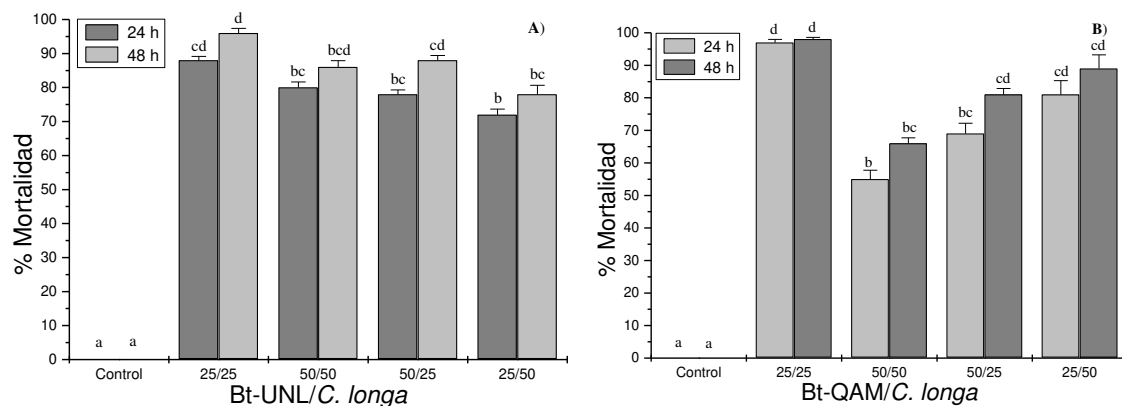 A)
24 h
48 h
% Mortalidad
100
90
80
70
60
50
40
30
20
10
0
a a cd d bc bcd bc cd b bc
Control 25/25 50/50 50/25 25/50
Bt-UNL/C. longa
B)
24 h
48 h
% Mortalidad
100
90
80
70
60
50
40
30
20
10
0
a a d d b bc bc cd cd cd
Control 25/25 50/50 50/25 25/50
Bt-QAM/C. longa